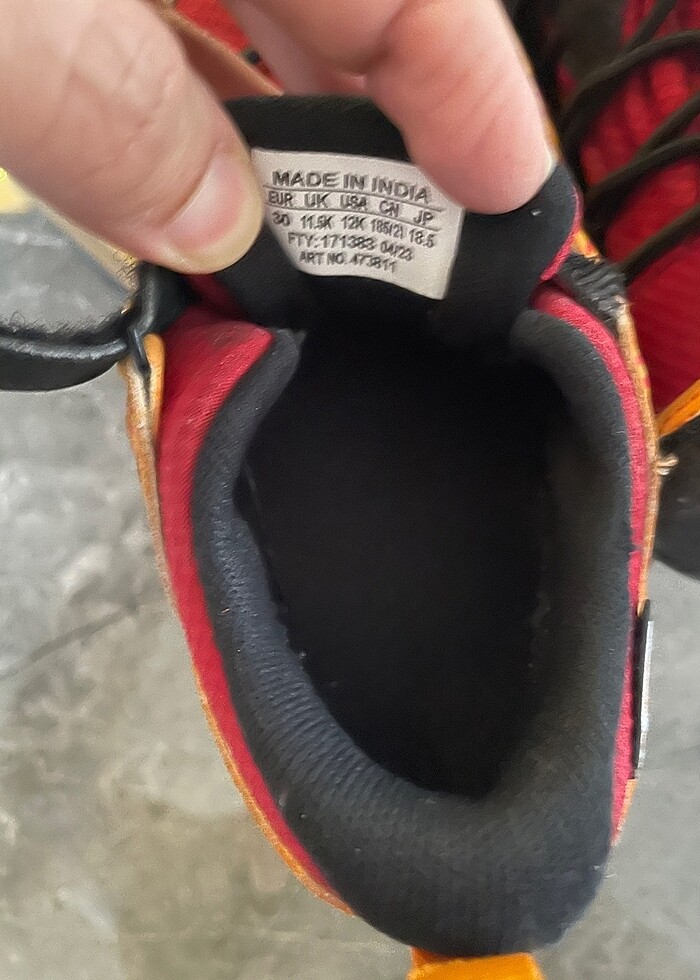 MADE IN INDIA
EUR UK USA CN JP
30 11.5K 12K 185(2) 18.5
FTY: 171383 04/23
ART NO. 473811